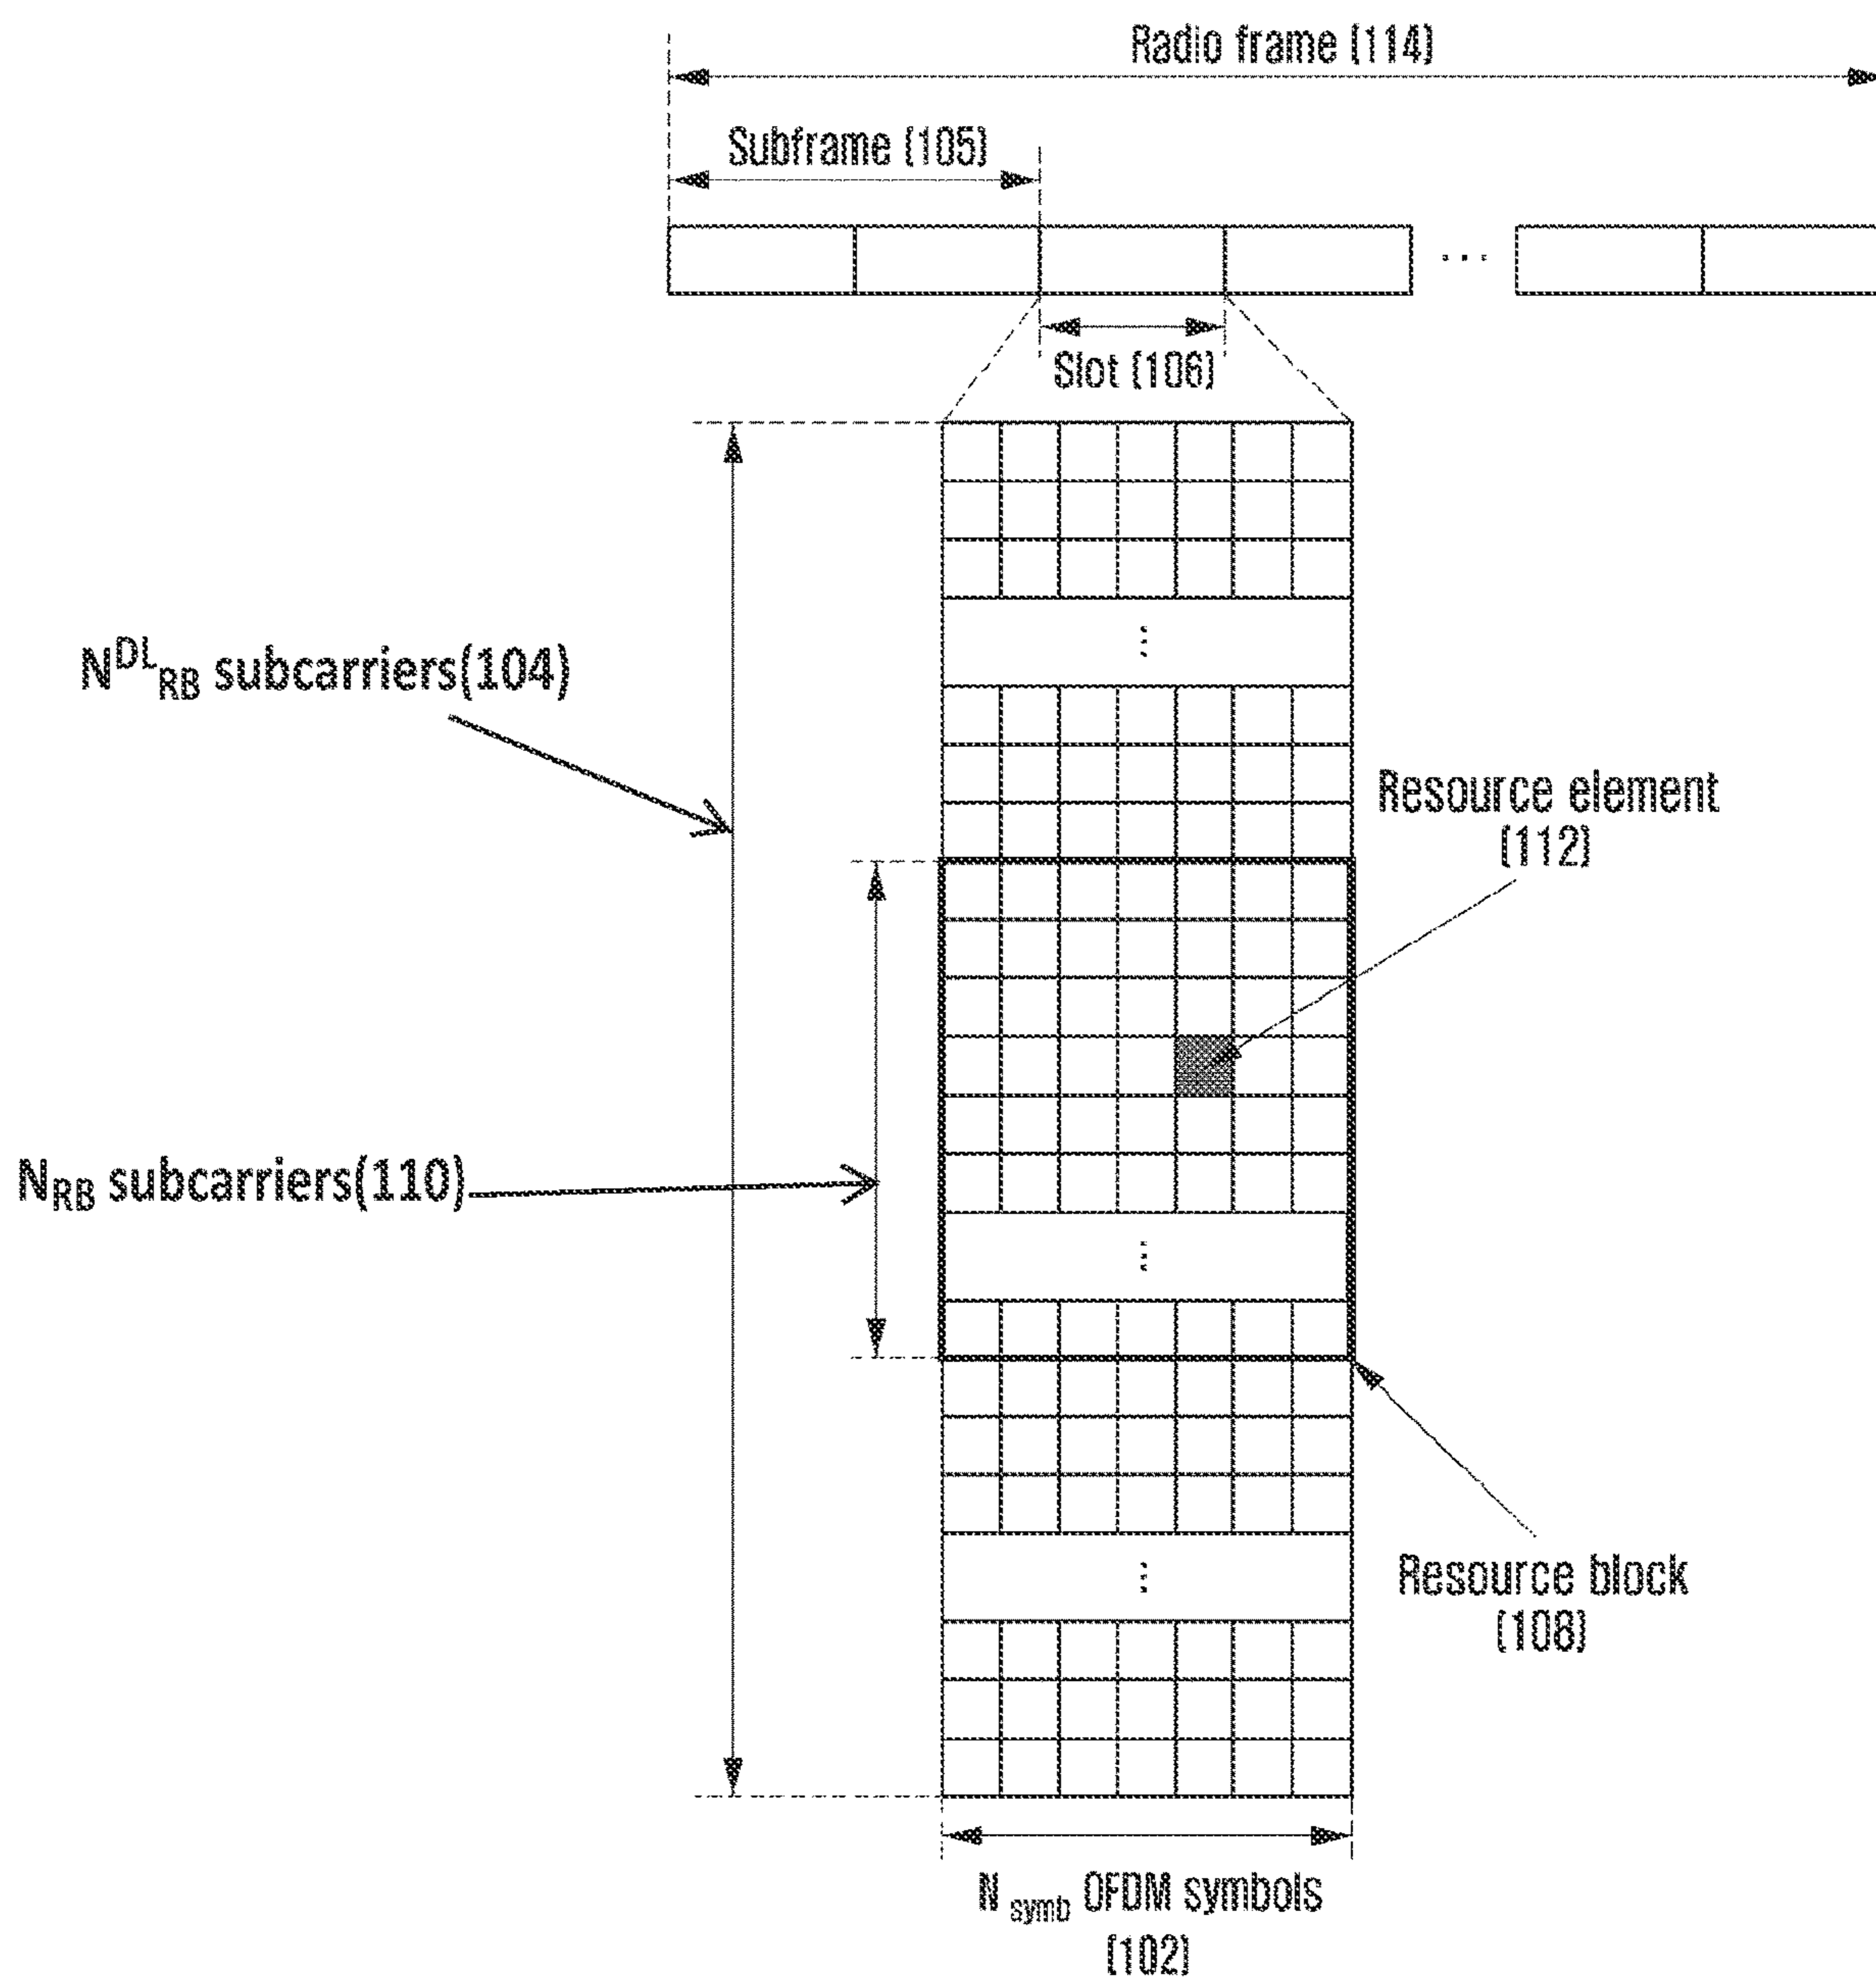 Radio frame (114)
Subframe (105)
...
Slot (106)
N^DL_RB subcarriers(104)
Resource element
(112)
N_RB subcarriers(110)
Resource block
(108)
N_symb OFDM symbols
(102)